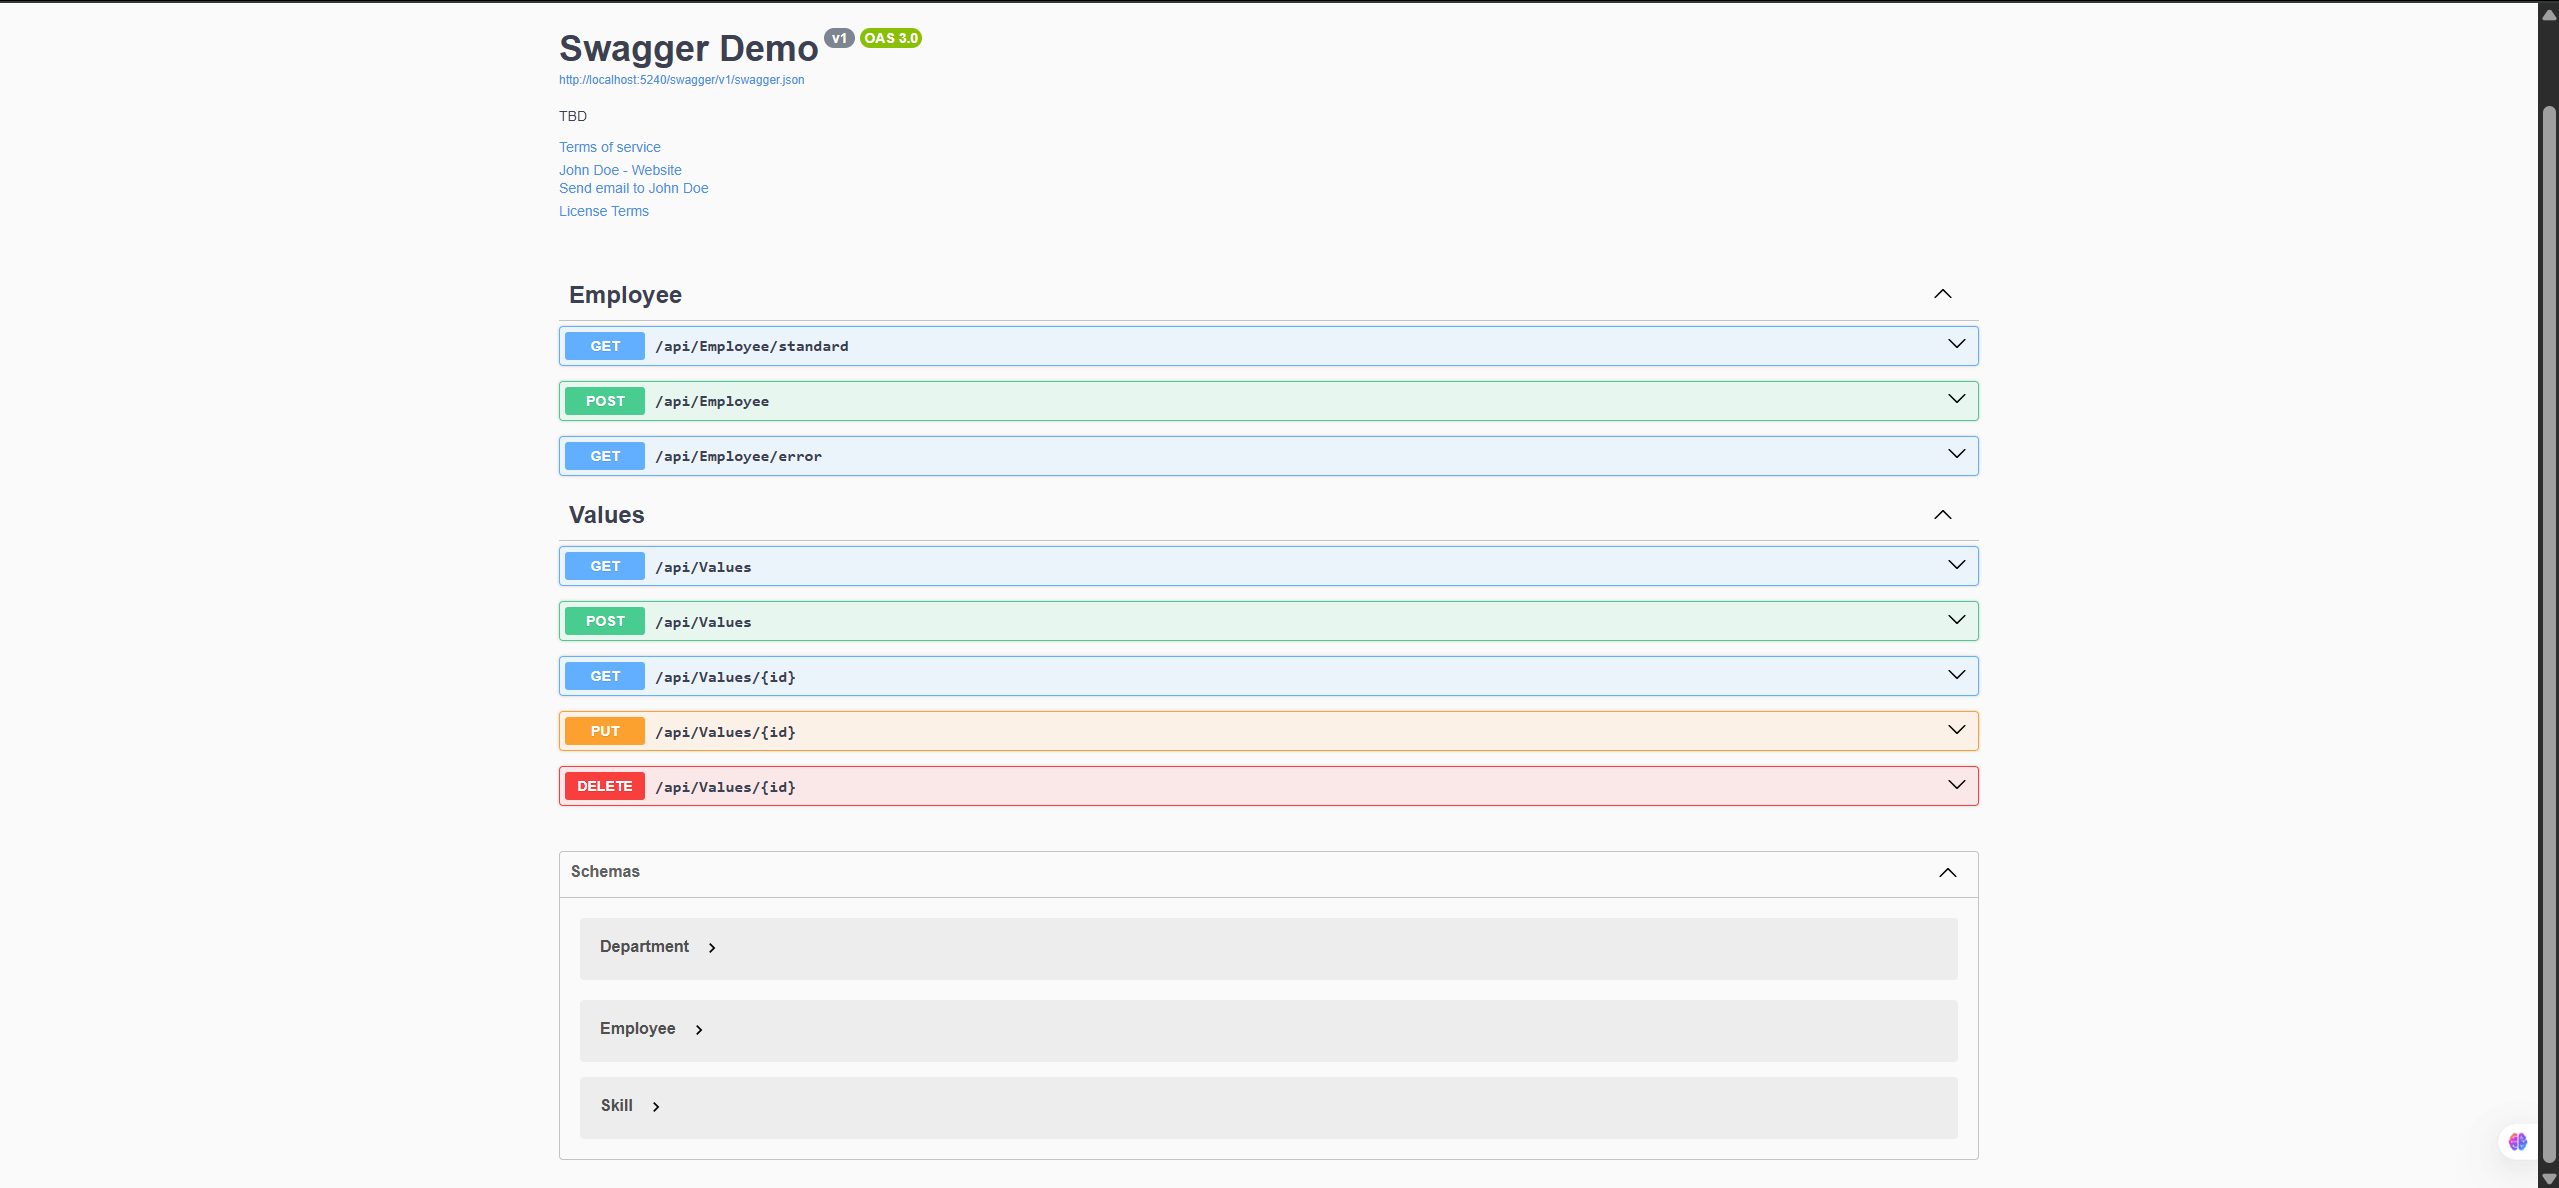 Swagger Demo v1 OAS 3.0
http://localhost:5240/swagger/v1/swagger.json
TBD
Terms of service
John Doe - Website
Send email to John Doe
License Terms
Employee
GET /api/Employee/standard
POST /api/Employee
GET /api/Employee/error
Values
GET /api/Values
POST /api/Values
GET /api/Values/{id}
PUT /api/Values/{id}
DELETE /api/Values/{id}
Schemas
Department
Employee
Skill